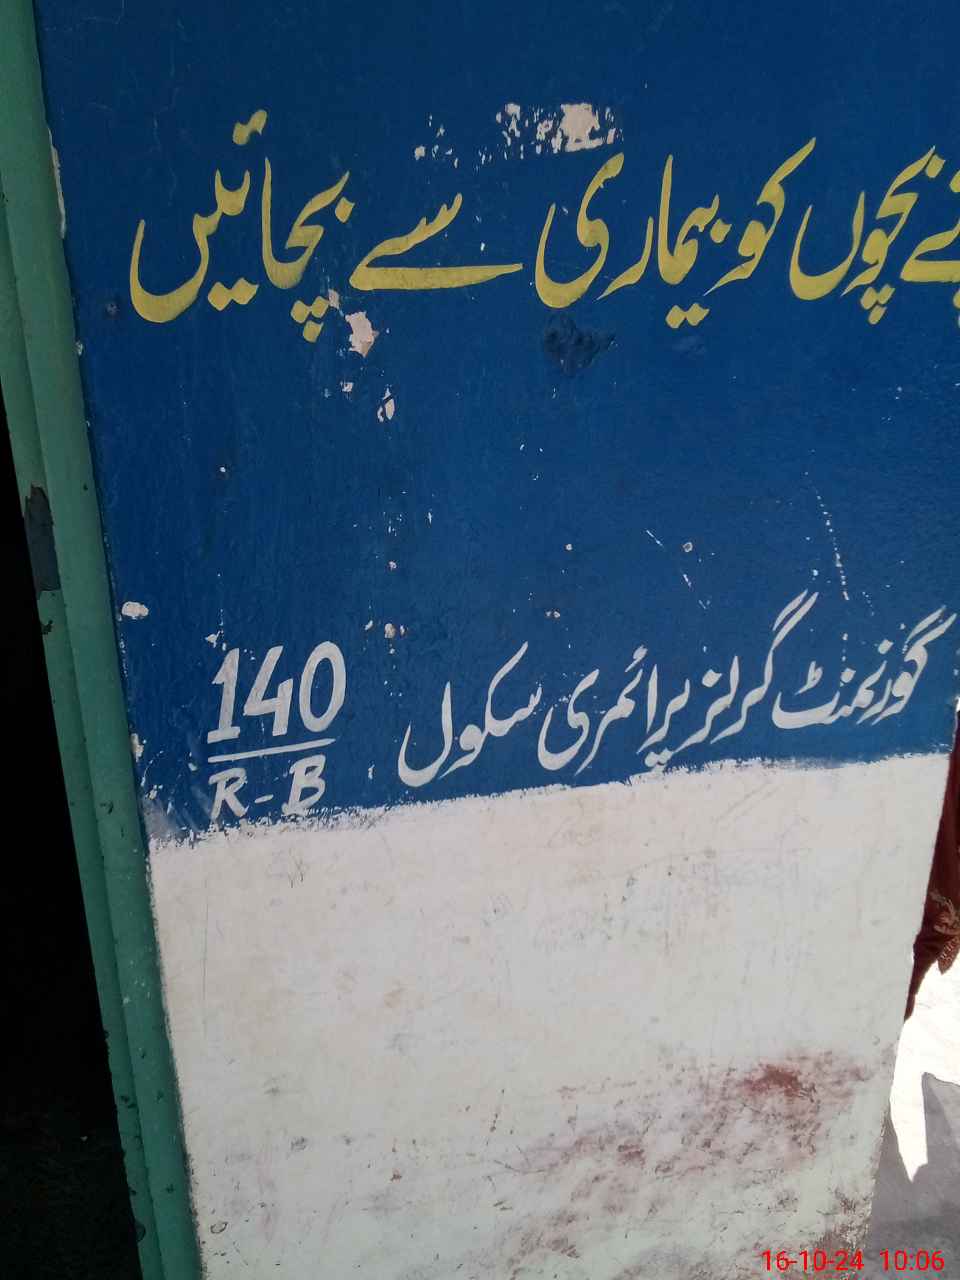 بچوں کو بیماری سے بچائیں
گورنمنٹ گرلز پرائمری سکول 140
R-B
16-10-24 10:06